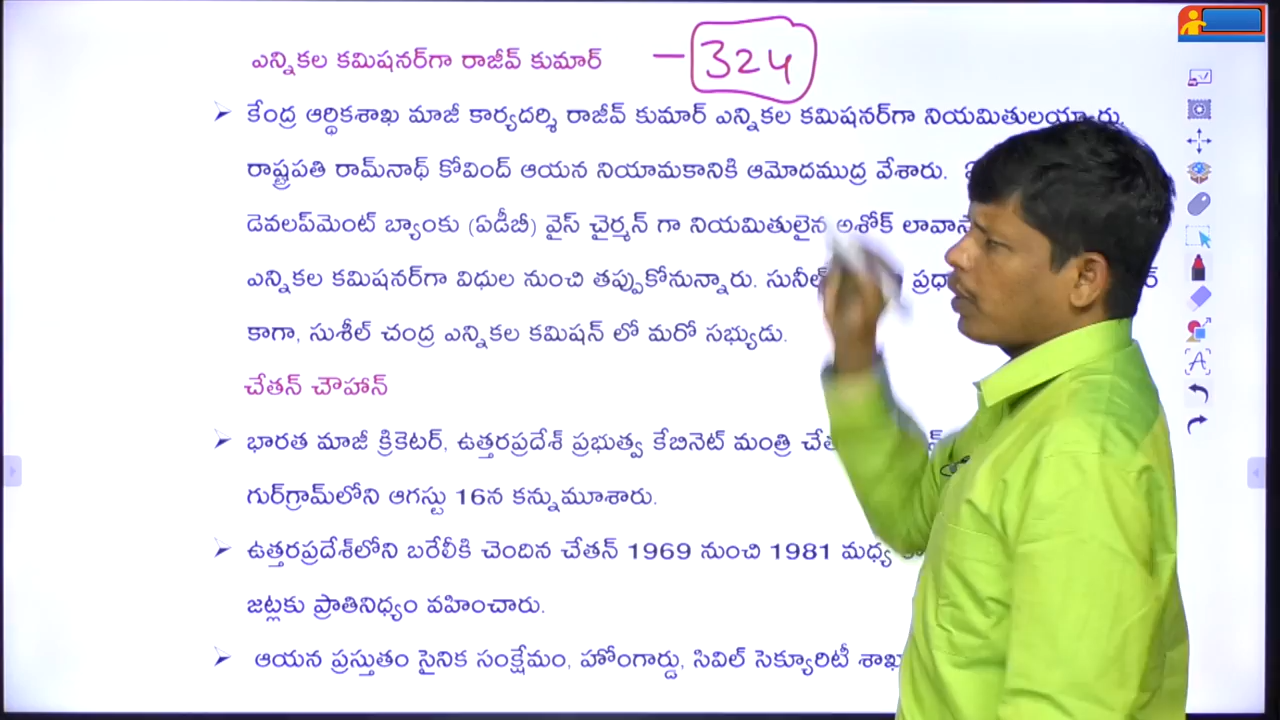 ఎన్నికల కమిషనర్‌గా రాజీవ్ కుమార్ - 324
➤ కేంద్ర ఆర్థికశాఖ మాజీ కార్యదర్శి రాజీవ్ కుమార్ ఎన్నికల కమిషనర్‌గా నియమితులయ్యారు.
రాష్ట్రపతి రామ్‌నాథ్ కోవింద్ ఆయన నియామకానికి ఆమోదముద్ర వేశారు.
డెవలప్‌మెంట్ బ్యాంకు (ఏడీబీ) వైస్ చైర్మన్ గా నియమితులైన అశోక్
ఎన్నికల కమిషనర్‌గా విధుల నుంచి తప్పుకోనున్నారు.
కాగా, సుశీల్ చంద్ర ఎన్నికల కమిషన్ లో మరో సభ్యుడు.
చేతన్ చౌహాన్
➤ భారత మాజీ క్రికెటర్, ఉత్తరప్రదేశ్ ప్రభుత్వ కేబినెట్ మంత్రి
గుర్‌గ్రామ్‌లోని ఆగస్టు 16న కన్నుమూశారు.
➤ ఉత్తరప్రదేశ్‌లోని బరేలీకి చెందిన చేతన్ 1969 నుంచి 1981 మధ్య
జట్లకు ప్రాతినిధ్యం వహించారు.
➤ ఆయన ప్రస్తుతం సైనిక సంక్షేమం, హోంగార్డు, సివిల్ సెక్యూరిటీ